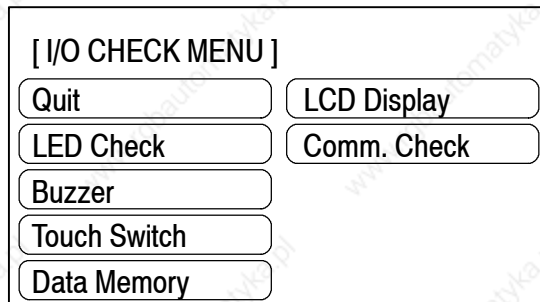 [ I/O CHECK MENU ]
Quit
LCD Display
LED Check
Comm. Check
Buzzer
Touch Switch
Data Memory